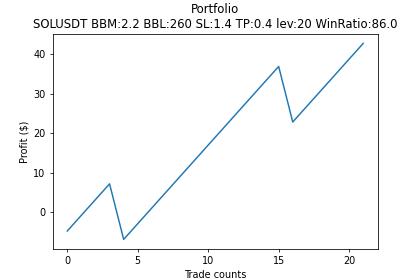 Portfolio
SOLUSDT BBM:2.2 BBL:260 SL:1.4 TP:0.4 lev:20 WinRatio:86.0
Profit ($)
40
30
20
10
0
0 5 10 15 20
Trade counts